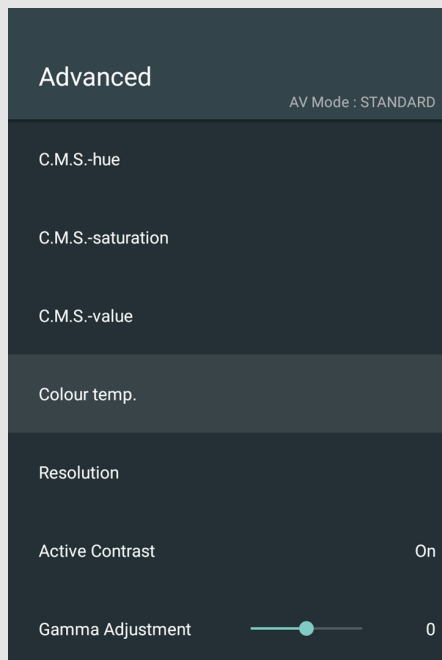 Advanced
AV Mode : STANDARD
C.M.S.-hue
C.M.S.-saturation
C.M.S.-value
Colour temp.
Resolution
Active Contrast On
Gamma Adjustment 0